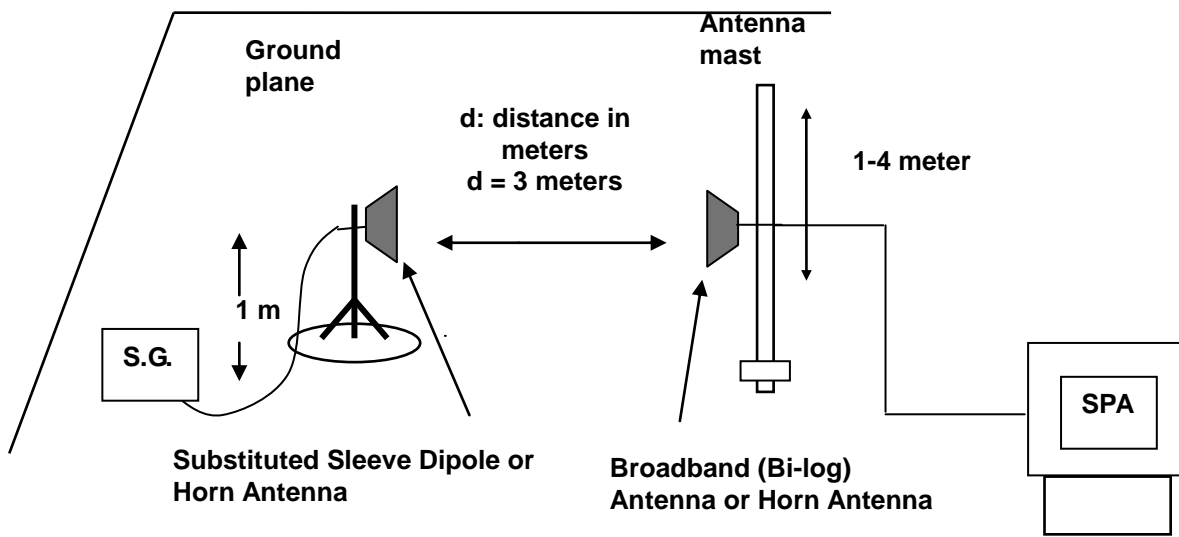 Antenna
mast
Ground
plane
d: distance in
meters
d = 3 meters
1-4 meter
1 m
S.G.
SPA
Substituted Sleeve Dipole or
Horn Antenna
Broadband (Bi-log)
Antenna or Horn Antenna